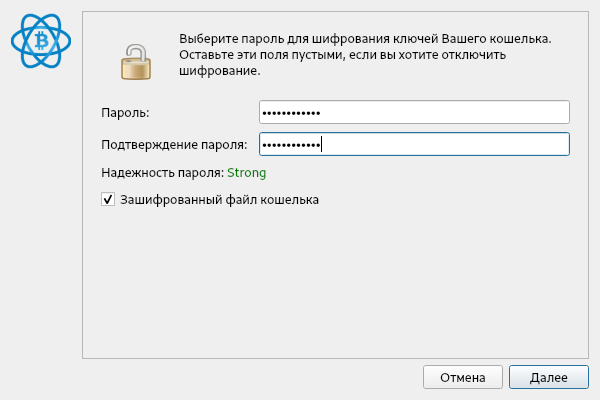 Выберите пароль для шифрования ключей Вашего кошелька.
Оставьте эти поля пустыми, если вы хотите отключить
шифрование.
Пароль: ••••••••••••
Подтверждение пароля: ••••••••••••
Надежность пароля: Strong
Зашифрованный файл кошелька
Отмена Далее